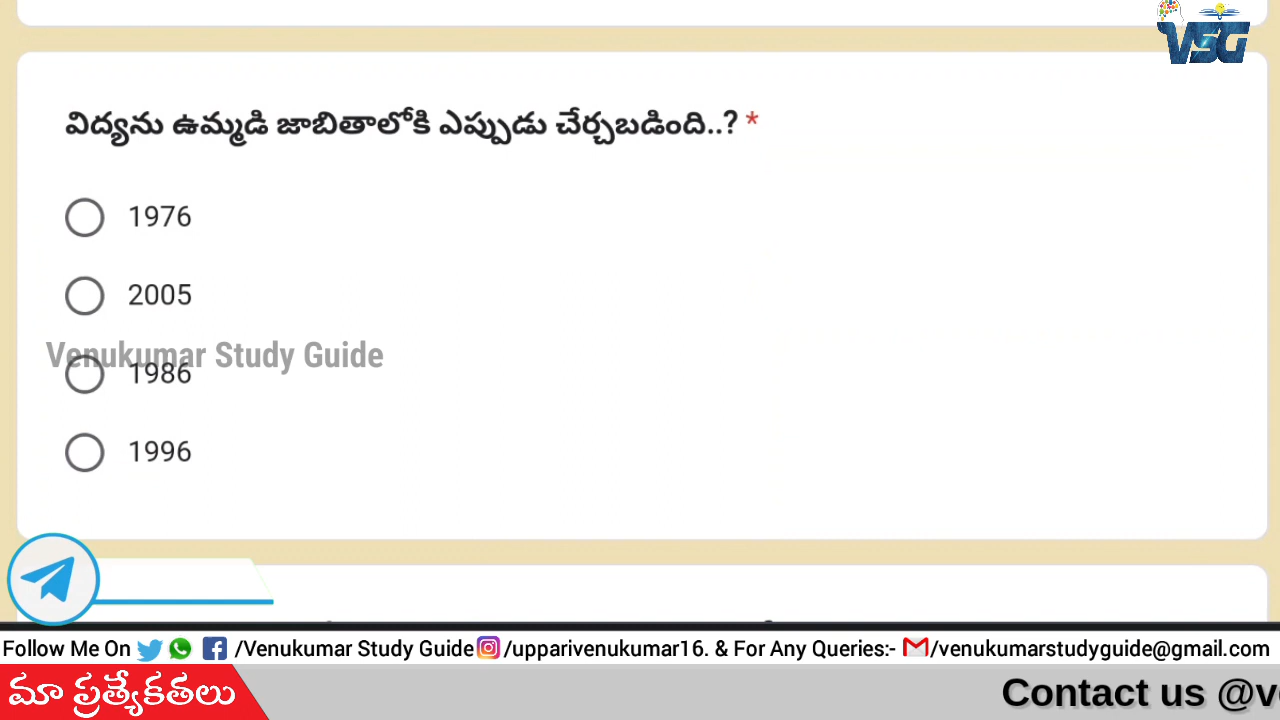 VSG
విద్యను ఉమ్మడి జాబితాలోకి ఎప్పుడు చేర్చబడింది..? *
1976
2005
Venukumar Study Guide
1986
1996
Follow Me On /Venukumar Study Guide /upparivenukumar16. & For Any Queries:- /venukumarstudyguide@gmail.com
మా ప్రత్యేకతలు Contact us